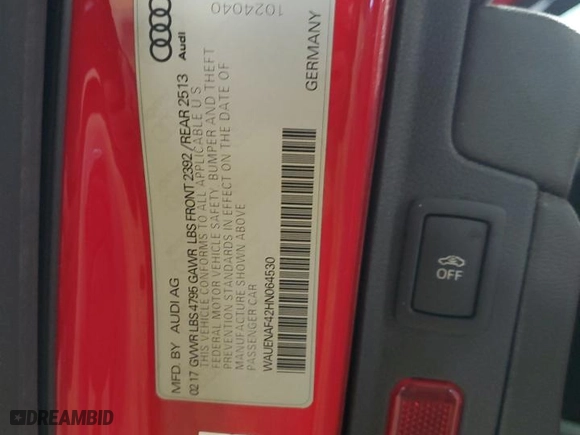 MFD. BY AUDI AG
02 17 GVWR LBS 4795 GAWR LBS FRONT 2392 / REAR 2513
THIS VEHICLE CONFORMS TO ALL APPLICABLE U S
FEDERAL MOTOR VEHICLE SAFETY, BUMPER AND THEFT
PREVENTION STANDARDS IN EFFECT ON THE DATE OF
MANUFACTURE SHOWN ABOVE
PASSENGER CAR
WAUENAF42HN064530
GERMANY
Audi
1024040
OFF
DREAMBID